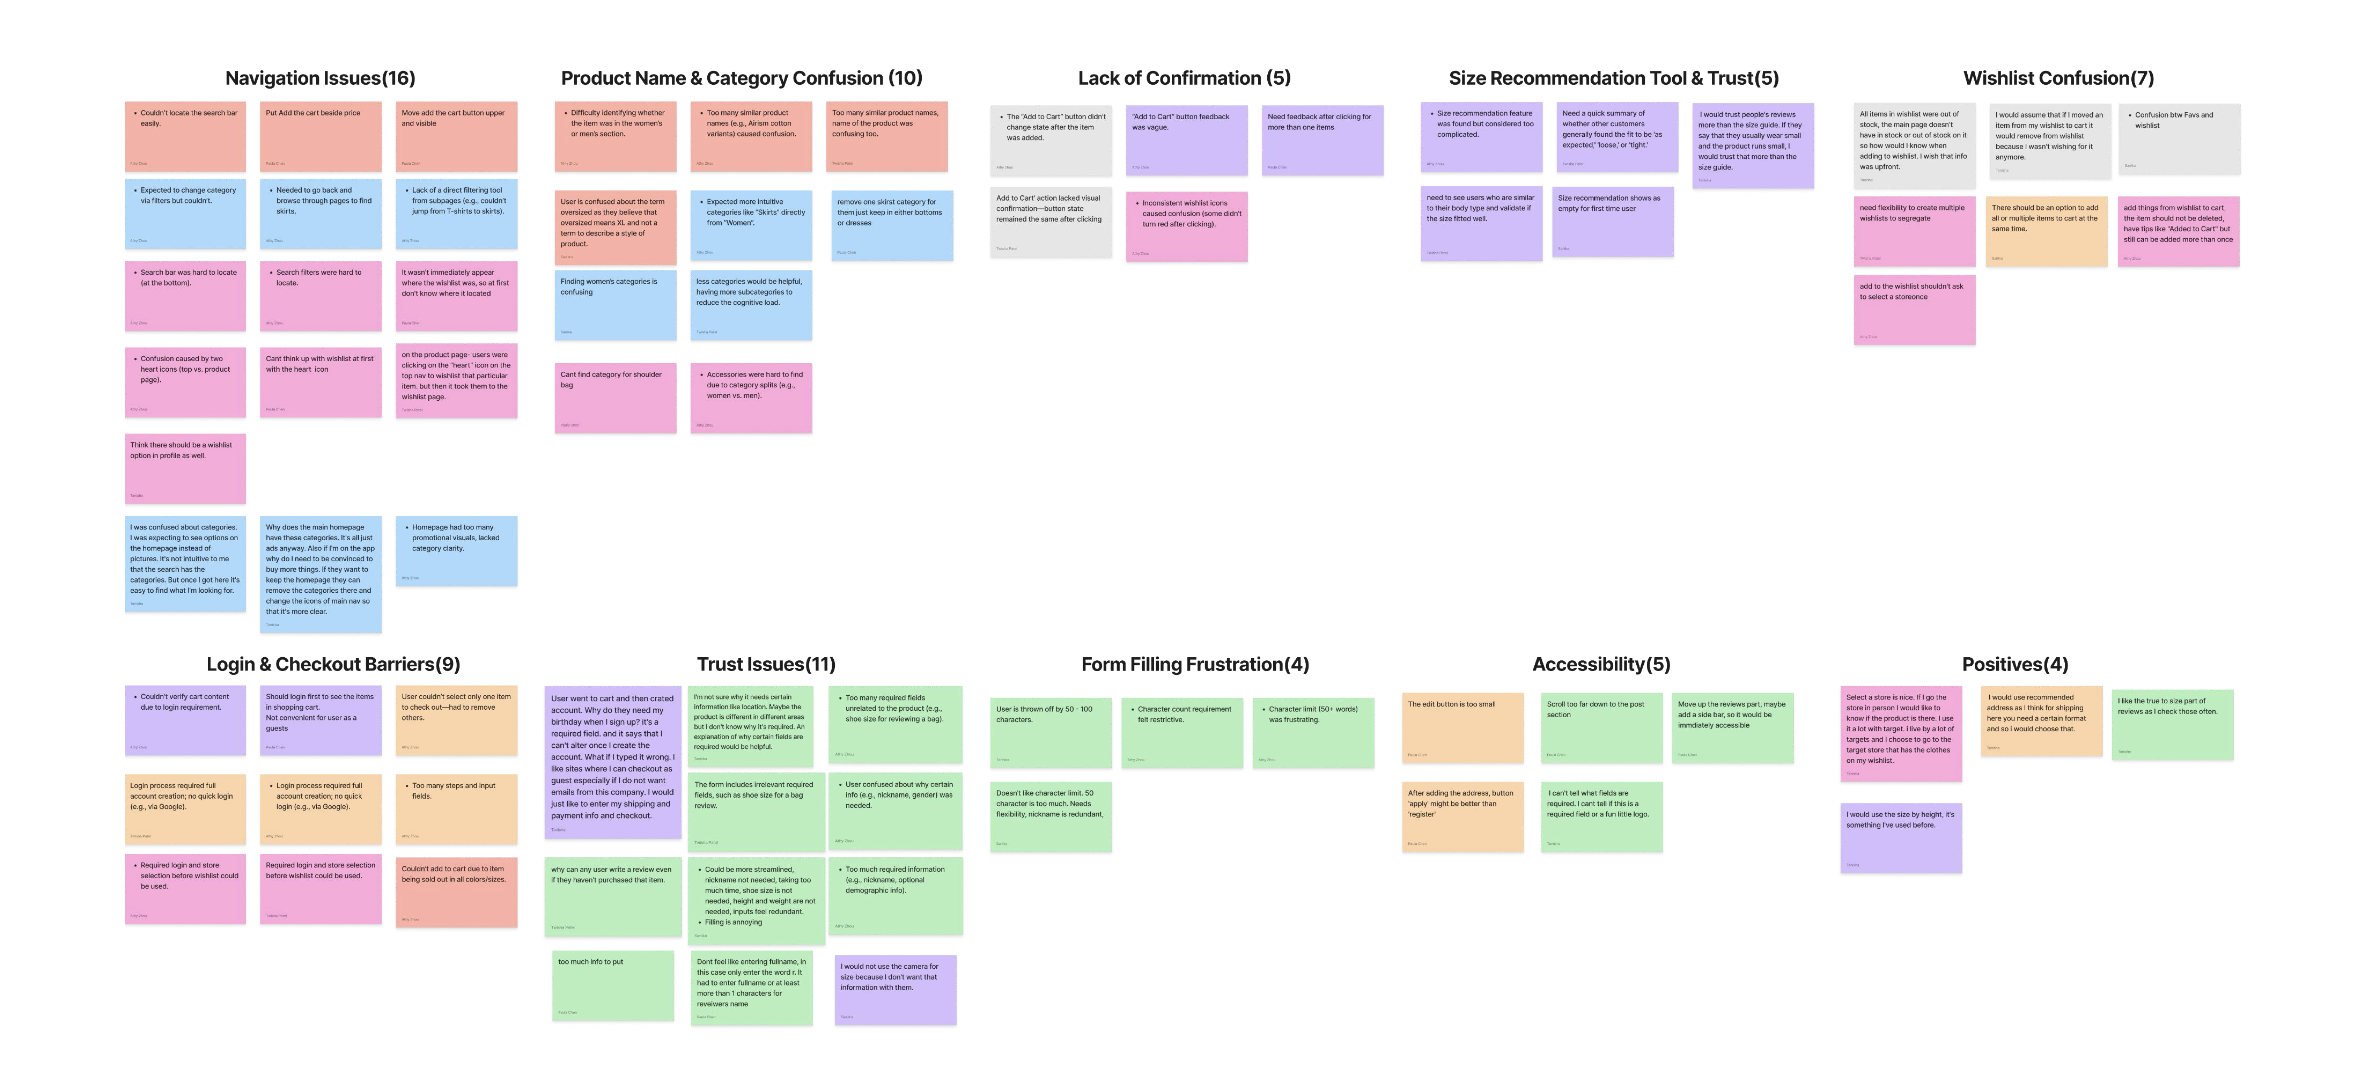 Navigation Issues(16)
• Couldn't locate the search bar
easily.
Put Add the cart beside price
Move add the cart button upper
and visible
• Expected to change category
via filters but couldn't.
• Needed to go back and
browse through pages to find
skirts.
• Lack of a direct filtering tool
from subpages (e.g., couldn't
jump from T-shirts to skirts).
• Search bar was hard to locate
(at the bottom).
• Search filters were hard to
locate.
It wasn't immediately appear
where the wishlist was, so at first
don't know where it located
• Confusion caused by two
heart icons (top vs. product
page).
Cant think up with wishlist at first
with the heart icon
on the product page- users were
clicking on the "heart" icon on the
top nav to wishlist that particular
item. but then it took them to the
wishlist page.
Think there should be a wishlist
option in profile as well.
I was confused about categories.
I was expecting to see options on
the homepage instead of
pictures. It's not intuitive to me
that the search has the
categories. But once I got here it's
easy to find what I'm looking for.
Why does the main homepage
have these categories. It's all just
ads anyway. Also if I'm on the app
why do I need to be convinced to
buy more things. If they want to
keep the homepage they can
remove the categories there and
change the icons of main nav so
that it's more clear.
• Homepage had too many
promotional visuals, lacked
category clarity.
Product Name & Category Confusion (10)
• Difficulty identifying whether
the item was in the women's
or men's section.
• Too many similar product
names (e.g., Airism cotton
variants) caused confusion.
Too many similar product names,
name of the product was
confusing too.
User is confused about the term
oversized as they believe that
oversized means XL and not a
term to describe a style of
product.
• Expected more intuitive
categories like "Skirts" directly
from "Women".
remove one skirst category for
them just keep in either bottoms
or dresses
Finding women's categories is
confusing
less categories would be helpful,
having more subcategories to
reduce the cognitive load.
Cant find category for shoulder
bag
• Accessories were hard to find
due to category splits (e.g.,
women vs. men).
Lack of Confirmation (5)
• The "Add to Cart" button didn't
change state after the item
was added.
"Add to Cart" button feedback
was vague.
Need feedback after clicking for
more than one items
Add to Cart' action lacked visual
confirmation—button state
remained the same after clicking
• Inconsistent wishlist icons
caused confusion (some didn't
turn red after clicking).
Size Recommendation Tool & Trust(5)
• Size recommendation feature
was found but considered too
complicated.
Need a quick summary of
whether other customers
generally found the fit to be 'as
expected,' 'loose,' or 'tight.'
I would trust people's reviews
more than the size guide. If they
say that they usually wear small
and the product runs small, I
would trust that more than the
size guide.
need to see users who are similar
to their body type and validate if
the size fitted well.
Size recommendation shows as
empty for first time user
Wishlist Confusion(7)
All items in wishlist were out of
stock, the main page doesn't
have in stock or out of stock on it
so how would I know when
adding to wishlist. I wish that info
was upfront.
I would assume that if I moved an
item from my wishlist to cart it
would remove from wishlist
because I wasn't wishing for it
anymore.
• Confusion btw Favs and
wishlist
need flexibility to create multiple
wishlists to segregate
There should be an option to add
all or multiple items to cart at the
same time.
add things from wishlist to cart,
the item should not be deleted,
have tips like "Added to Cart" but
still can be added more than once
add to the wishlist shouldn't ask
to select a storeonce
Login & Checkout Barriers(9)
• Couldn't verify cart content
due to login requirement.
Should login first to see the items
in shopping cart.
Not convenient for user as a
guests
User couldn't select only one item
to check out—had to remove
others.
Login process required full
account creation; no quick login
(e.g., via Google).
• Login process required full
account creation; no quick
login (e.g., via Google).
• Too many steps and input
fields.
• Required login and store
selection before wishlist could
be used.
Required login and store selection
before wishlist could be used.
Couldn't add to cart due to item
being sold out in all colors/sizes.
Trust Issues(11)
User went to cart and then crated
account. Why do they need my
birthday when I sign up? it's a
required field. and it says that I
can't alter once I create the
account. What if I typed it wrong. I
like sites where I can checkout as
guest especially if I do not want
emails from this company. I would
just like to enter my shipping and
payment info and checkout.
I'm not sure why it needs certain
information like location. Maybe the
product is different in different areas
but I don't know why it's required. An
explanation of why certain fields are
required would be helpful.
• Too many required fields
unrelated to the product (e.g.,
shoe size for reviewing a bag).
The form includes irrelevant required
fields, such as shoe size for a bag
review.
• User confused about why certain
info (e.g., nickname, gender) was
needed.
why can any user write a review even
if they haven't purchased that item.
• Could be more streamlined,
nickname not needed, taking too
much time, shoe size is not
needed, height and weight are not
needed, inputs feel redundant.
• Filling is annoying
• Too much required information
(e.g., nickname, optional
demographic info).
too much info to put
Dont feel like entering fullname, in
this case only enter the word r. It
had to enter fullname or at least
more than 1 characters for
reveiwers name
I would not use the camera for
size because I don't want that
information with them.
Form Filling Frustration(4)
User is thrown off by 50 - 100
characters.
• Character count requirement
felt restrictive.
• Character limit (50+ words)
was frustrating.
Doesn't like character limit. 50
character is too much. Needs
flexibility, nickname is redundant,
Accessibility(5)
The edit button is too small
Scroll too far down to the post
section
Move up the reviews part, maybe
add a side bar, so it would be
immdiately accessible
After adding the address, button
'apply' might be better than
'register'
I can't tell what fields are
required. I cant tell if this is a
required field or a fun little logo.
Positives(4)
Select a store is nice. If I go the
store in person I would like to
know if the product is there. I use
it a lot with target. I live by a lot of
targets and I choose to go to the
target store that has the clothes
on my wishlist.
I would use recommended
address as I think for shipping
here you need a certain format
and so i would choose that.
I like the true to size part of
reviews as I check those often.
I would use the size by height, it's
something I've used before.